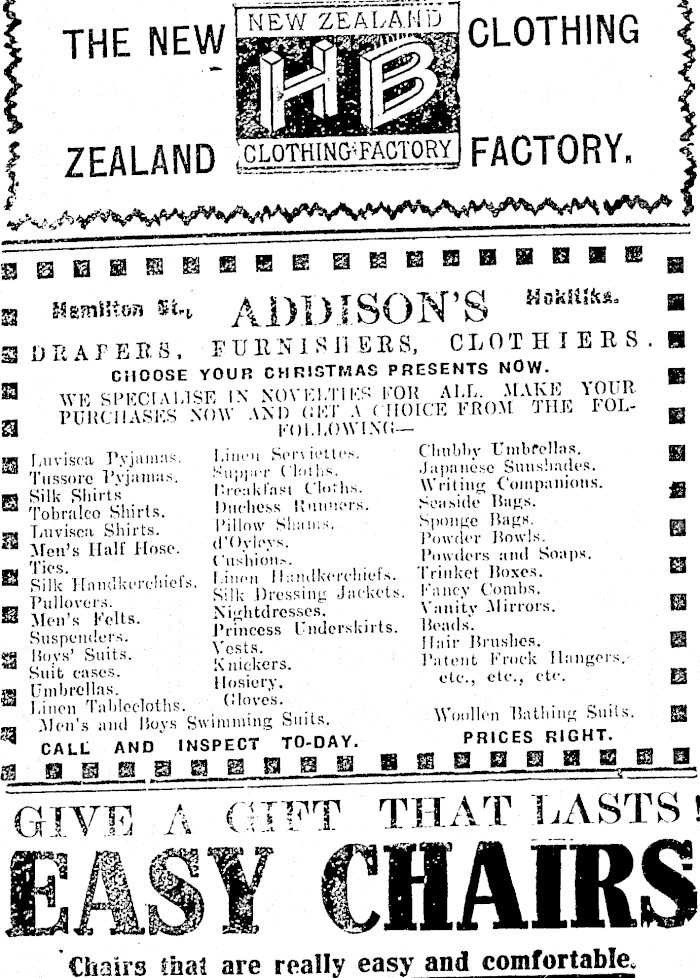 THE NEW
NEW ZEALAND
HB
CLOTHING FACTORY
CLOTHING
ZEALAND
FACTORY.
Hamilton St., ADDISON'S Hokitika.
DRAPERS, FURNISHERS, CLOTHIERS.
CHOOSE YOUR CHRISTMAS PRESENTS NOW.
WE SPECIALISE IN NOVELTIES FOR ALL. MAKE YOUR
PURCHASES NOW AND GET A CHOICE FROM THE FOL-
FOLLOWING—
Luvisca Pyjamas.
Tussore Pyjamas.
Silk Shirts
Tobralco Shirts.
Luvisca Shirts.
Men's Half Hose.
Ties.
Silk Handkerchiefs.
Pullovers.
Men's Felts.
Suspenders.
Boys' Suits.
Suit cases.
Umbrellas.
Linen Tablecloths.
Men's and Boys Swimming Suits.
Linen Serviettes.
Supper Cloths.
Breakfast Cloths.
Duchess Runners.
Pillow Shams.
d'Oyleys.
Cushions.
Linen Handkerchiefs.
Silk Dressing Jackets.
Nightdresses.
Princess Underskirts.
Vests.
Knickers.
Hosiery.
Gloves.
Chubby Umbrellas.
Japanese Sunshades.
Writing Companions.
Seaside Bags.
Sponge Bags.
Powder Bowls.
Powders and Soaps.
Trinket Boxes.
Fancy Combs.
Vanity Mirrors.
Beads.
Hair Brushes.
Patent Frock Hangers.
etc., etc., etc.
Woollen Bathing Suits.
CALL AND INSPECT TO-DAY.
PRICES RIGHT.
GIVE A GIFT THAT LASTS!
EASY CHAIRS
Chairs that are really easy and comfortable.